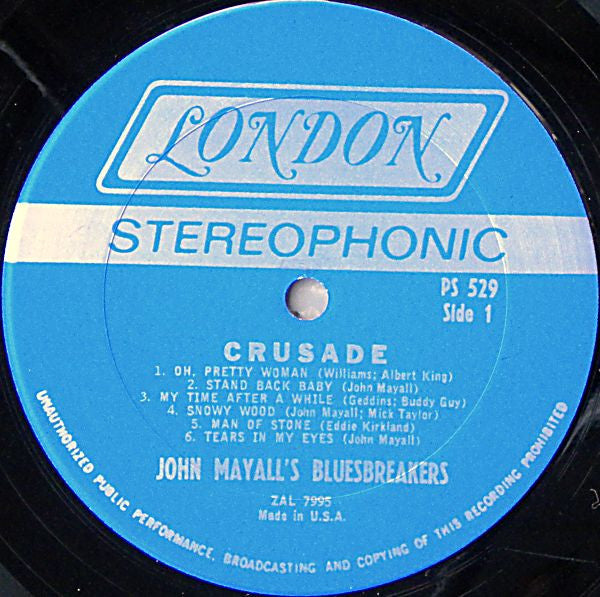 LONDON
STEREOPHONIC
PS 529
Side 1
CRUSADE
1. OH, PRETTY WOMAN (Williams; Albert King)
2. STAND BACK BABY (John Mayall)
3. MY TIME AFTER A WHILE (Geddins; Buddy Guy)
4. SNOWY WOOD (John Mayall; Mick Taylor)
5. MAN OF STONE (Eddie Kirkland)
6. TEARS IN MY EYES (John Mayall)
JOHN MAYALL'S BLUESBREAKERS
ZAL 7995
Made in U.S.A.
UNAUTHORIZED PUBLIC PERFORMANCE, BROADCASTING AND COPYING OF THIS RECORDING PROHIBITED